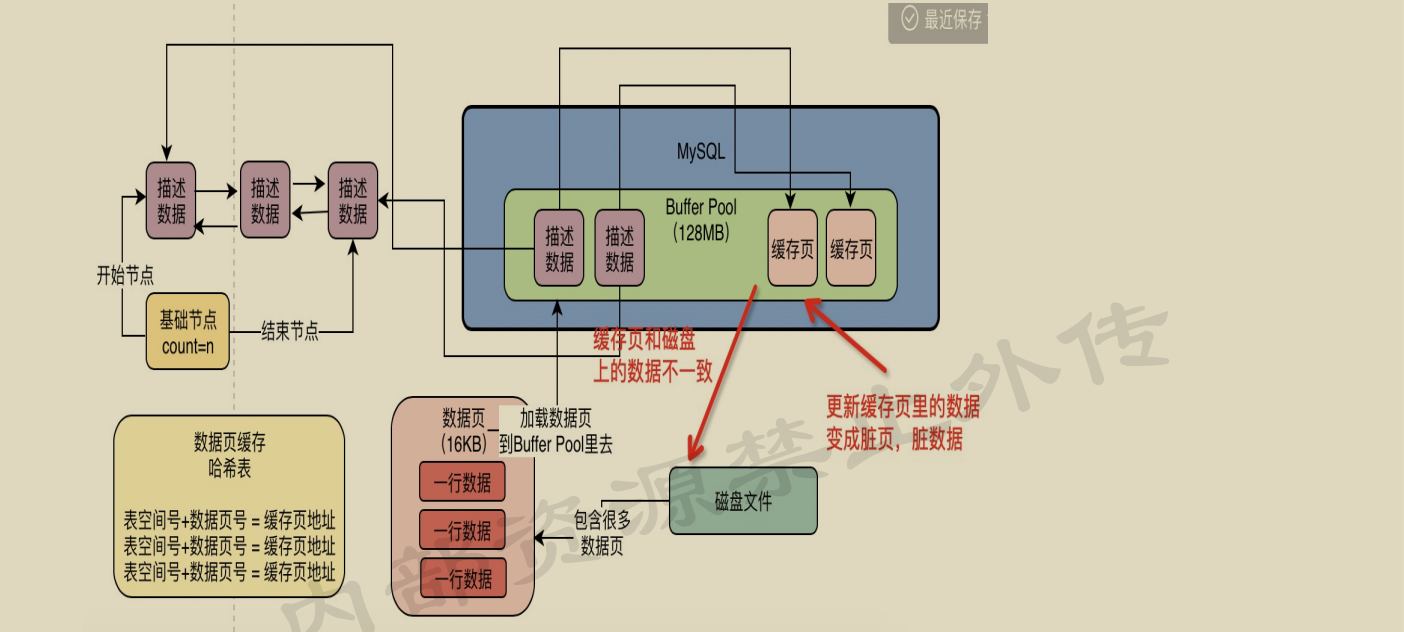 最近保存
MySQL
Buffer Pool
(128MB)
描述
数据
描述
数据
描述
数据
描述
数据
描述
数据
缓存页
缓存页
开始节点
基础节点
count=n
结束节点
缓存页和磁盘
上的数据不一致
更新缓存页里的数据
变成脏页，脏数据
数据页
(16KB)
加载数据页
到Buffer Pool里去
一行数据
一行数据
一行数据
包含很多
数据页
磁盘文件
数据页缓存
哈希表
表空间号+数据页号 = 缓存页地址
表空间号+数据页号 = 缓存页地址
表空间号+数据页号 = 缓存页地址
内部资源禁止外传